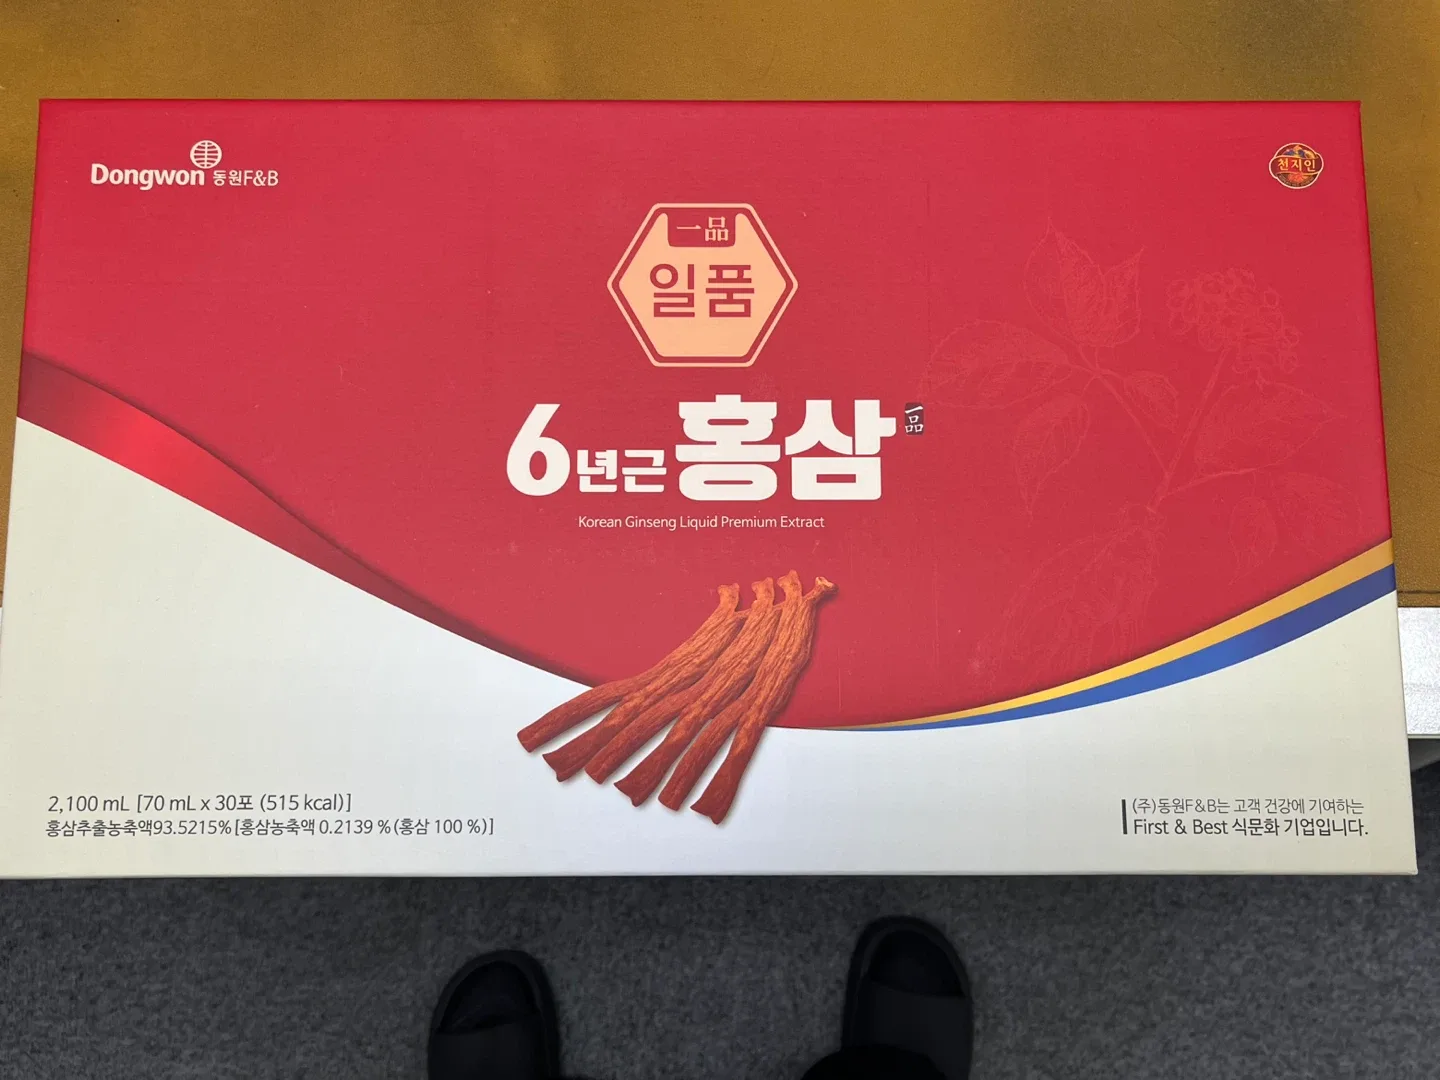 Dongwon 동원F&B
천지인
一品
일품
6년근홍삼
一品
Korean Ginseng Liquid Premium Extract
2,100 mL [70 mL x 30포 (515 kcal)]
홍삼추출농축액93.5215% [홍삼농축액 0.2139 % (홍삼 100 %)]
(주)동원F&B는 고객 건강에 기여하는
First & Best 식문화 기업입니다.